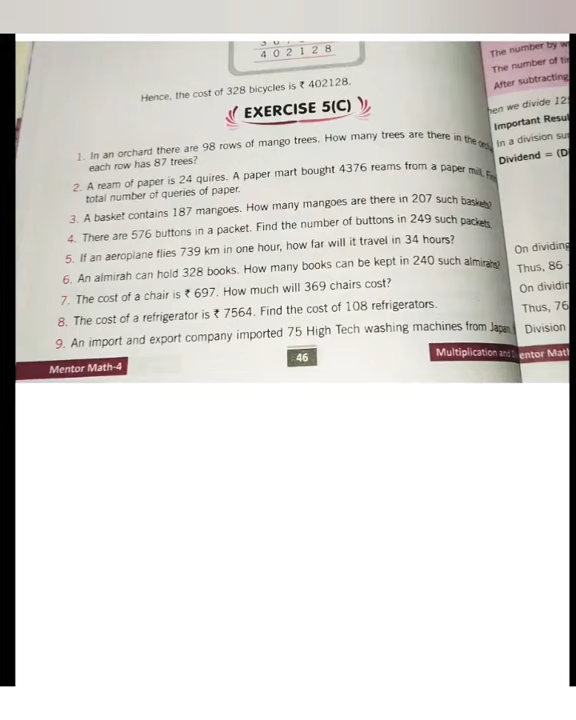 4 0 2 1 2 8
Hence, the cost of 328 bicycles is ₹ 402128.
EXERCISE 5(C)
1. In an orchard there are 98 rows of mango trees. How many trees are there in the
each row has 87 trees?
2. A ream of paper is 24 quires. A paper mart bought 4376 reams from a paper mill.
total number of queries of paper.
3. A basket contains 187 mangoes. How many mangoes are there in 207 such baskets?
4. There are 576 buttons in a packet. Find the number of buttons in 249 such packets.
5. If an aeroplane flies 739 km in one hour, how far will it travel in 34 hours?
6. An almirah can hold 328 books. How many books can be kept in 240 such almirahs?
7. The cost of a chair is ₹ 697. How much will 369 chairs cost?
8. The cost of a refrigerator is ₹ 7564. Find the cost of 108 refrigerators.
9. An import and export company imported 75 High Tech washing machines from Japan.
Mentor Math-4
46
Multiplication and
The number by
The number of
After subtracting
we divide 12
Important
In a division
Dividend = (D
On dividing
Thus, 86
On
Thus, 76
Division